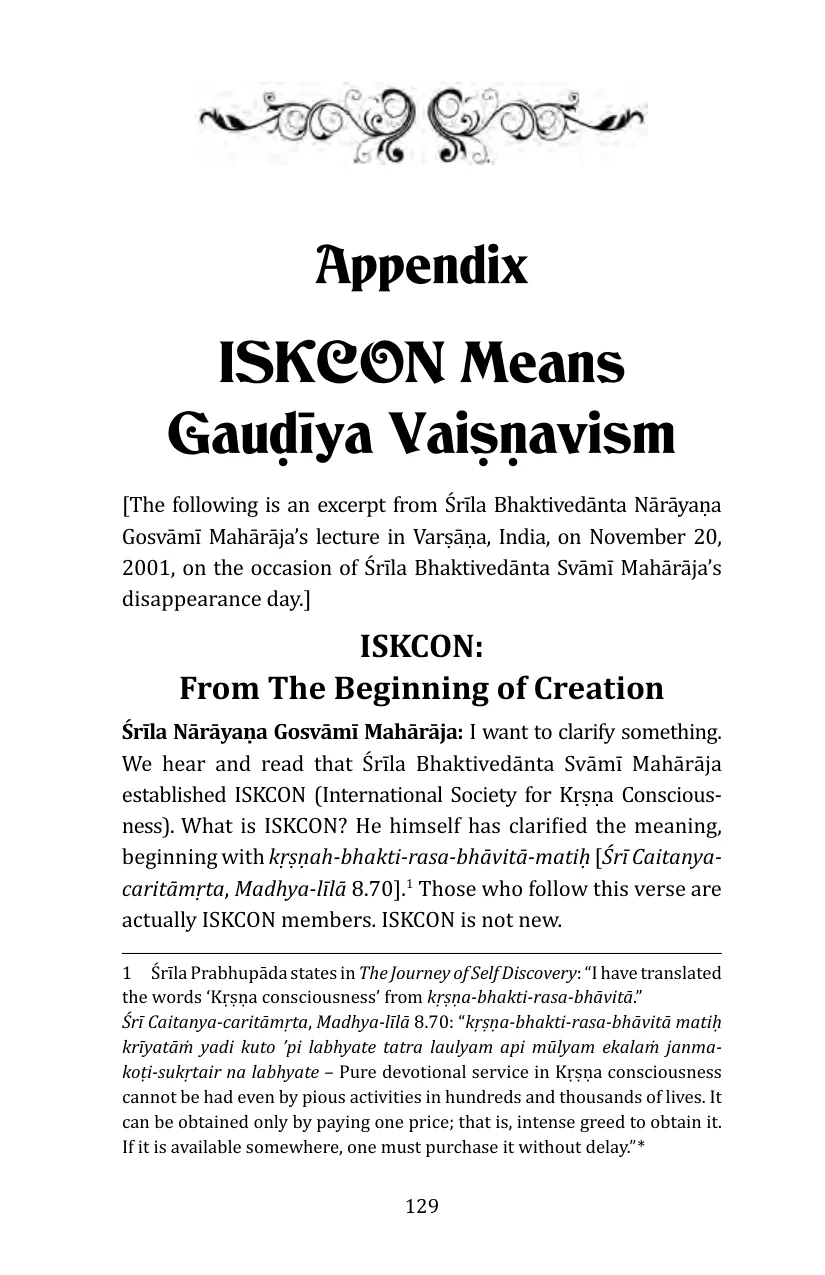 Appendix
ISKCON Means
Gauḍīya Vaiṣṇavism
[The following is an excerpt from Śrīla Bhaktivedānta Nārāyaṇa
Gosvāmī Mahārāja’s lecture in Varṣāṇa, India, on November 20,
2001, on the occasion of Śrīla Bhaktivedānta Svāmī Mahārāja’s
disappearance day.]
ISKCON:
From The Beginning of Creation
Śrīla Nārāyaṇa Gosvāmī Mahārāja: I want to clarify something.
We hear and read that Śrīla Bhaktivedānta Svāmī Mahārāja
established ISKCON (International Society for Kṛṣṇa Conscious-
ness). What is ISKCON? He himself has clarified the meaning,
beginning with kṛṣṇah-bhakti-rasa-bhāvitā-matiḥ [Śrī Caitanya-
caritāmṛta, Madhya-līlā 8.70].1 Those who follow this verse are
actually ISKCON members. ISKCON is not new.
1 Śrīla Prabhupāda states in The Journey of Self Discovery: “I have translated
the words ‘Kṛṣṇa consciousness’ from kṛṣṇa-bhakti-rasa-bhāvitā.”
Śrī Caitanya-caritāmṛta, Madhya-līlā 8.70: “kṛṣṇa-bhakti-rasa-bhāvitā matiḥ
krīyatāṁ yadi kuto ’pi labhyate tatra laulyam api mūlyam ekalaṁ janma-
koṭi-sukṛtair na labhyate – Pure devotional service in Kṛṣṇa consciousness
cannot be had even by pious activities in hundreds and thousands of lives. It
can be obtained only by paying one price; that is, intense greed to obtain it.
If it is available somewhere, one must purchase it without delay.”*
129